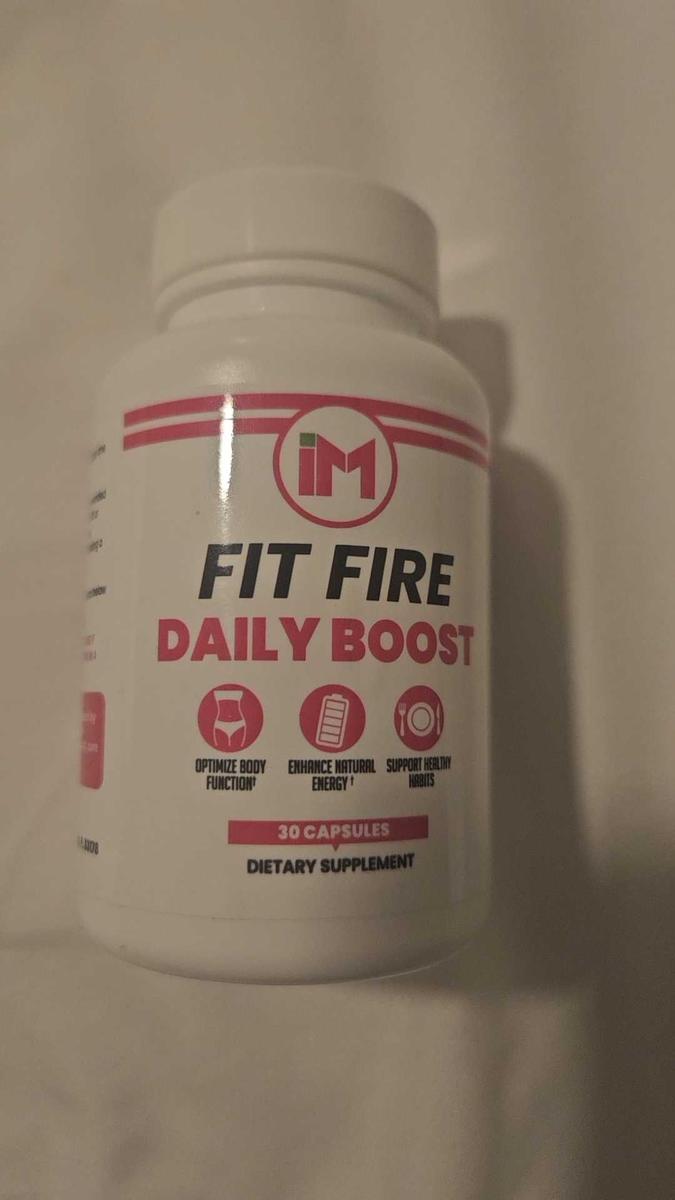 iM
FIT FIRE
DAILY BOOST
OPTIMIZE BODY
FUNCTION‡
ENHANCE NATURAL
ENERGY †
SUPPORT HEALTHY
HABITS
30 CAPSULES
DIETARY SUPPLEMENT